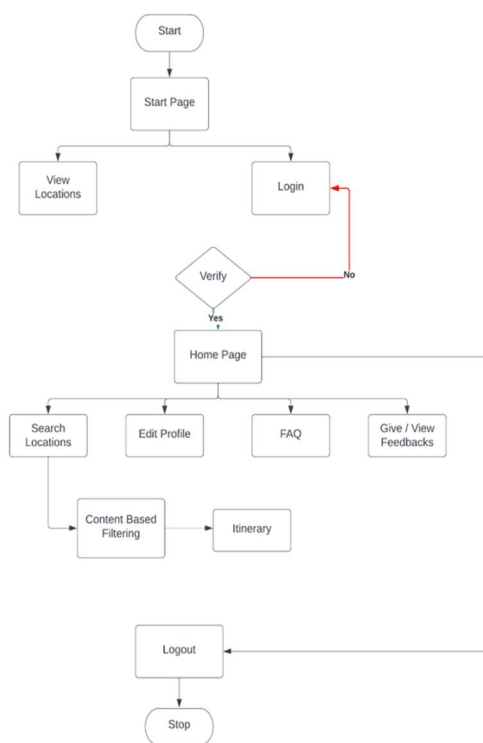 Start
Start Page
View
Locations
Login
Verify
No
Yes
Home Page
Search
Locations
Edit Profile
FAQ
Give / View
Feedbacks
Content Based
Filtering
Itinerary
Logout
Stop